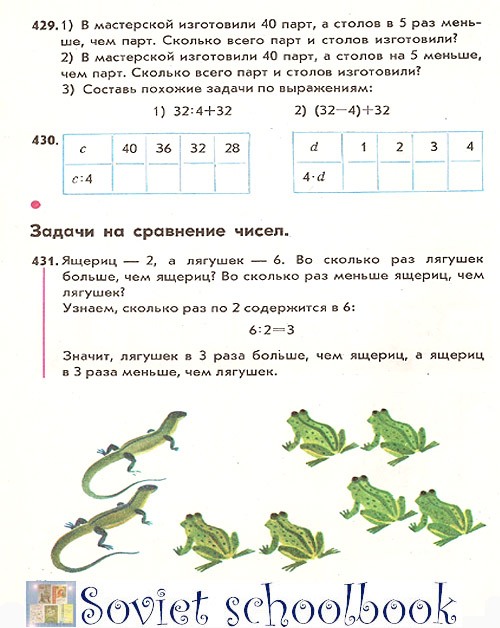 429. 1) В мастерской изготовили 40 парт, а столов в 5 раз мень-
ше, чем парт. Сколько всего парт и столов изготовили?
2) В мастерской изготовили 40 парт, а столов на 5 меньше,
чем парт. Сколько всего парт и столов изготовили?
3) Составь похожие задачи по выражениям:
1) 32:4+32 2) (32—4)+32
430. c 40 36 32 28
c:4
d 1 2 3 4
4·d
Задачи на сравнение чисел.
431. Ящериц — 2, а лягушек — 6. Во сколько раз лягушек
больше, чем ящериц? Во сколько раз меньше ящериц, чем
лягушек?
Узнаем, сколько раз по 2 содержится в 6:
6:2=3
Значит, лягушек в 3 раза больше, чем ящериц, а ящериц
в 3 раза меньше, чем лягушек.
Soviet schoolbook